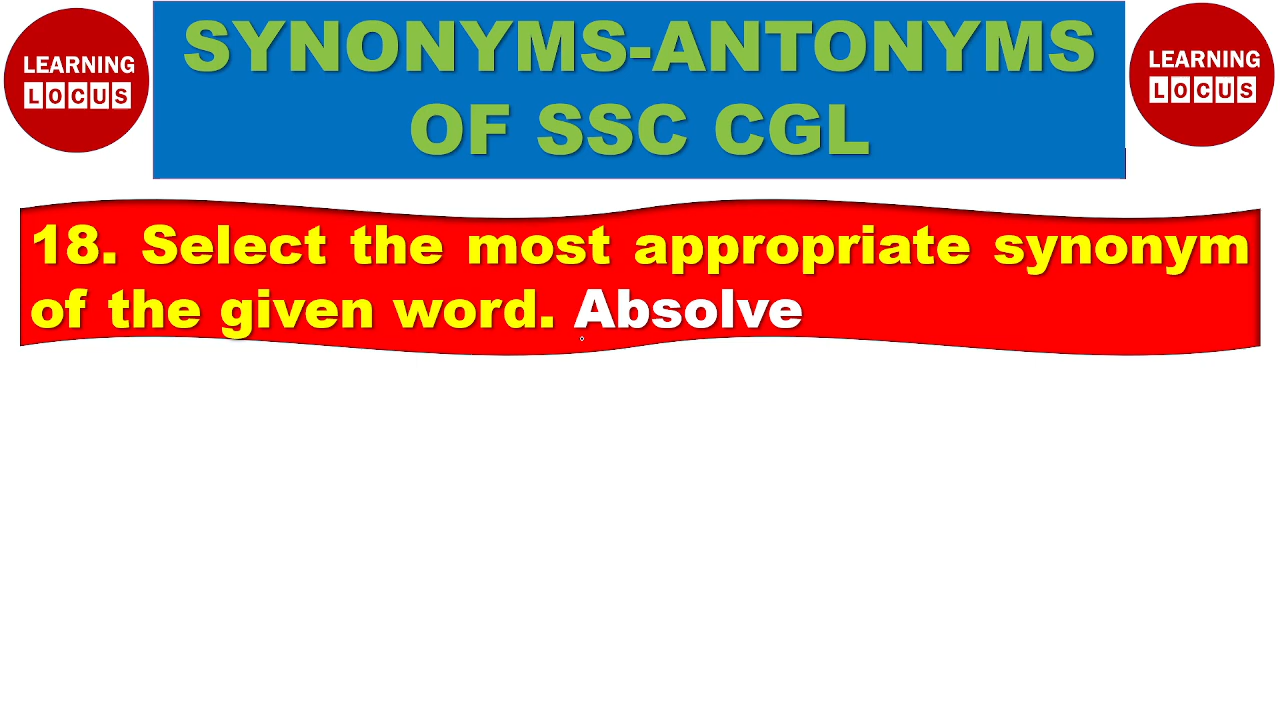 SYNONYMS-ANTONYMS
OF SSC CGL
LEARNING
LOCUS
LEARNING
LOCUS
18. Select the most appropriate synonym
of the given word. Absolve